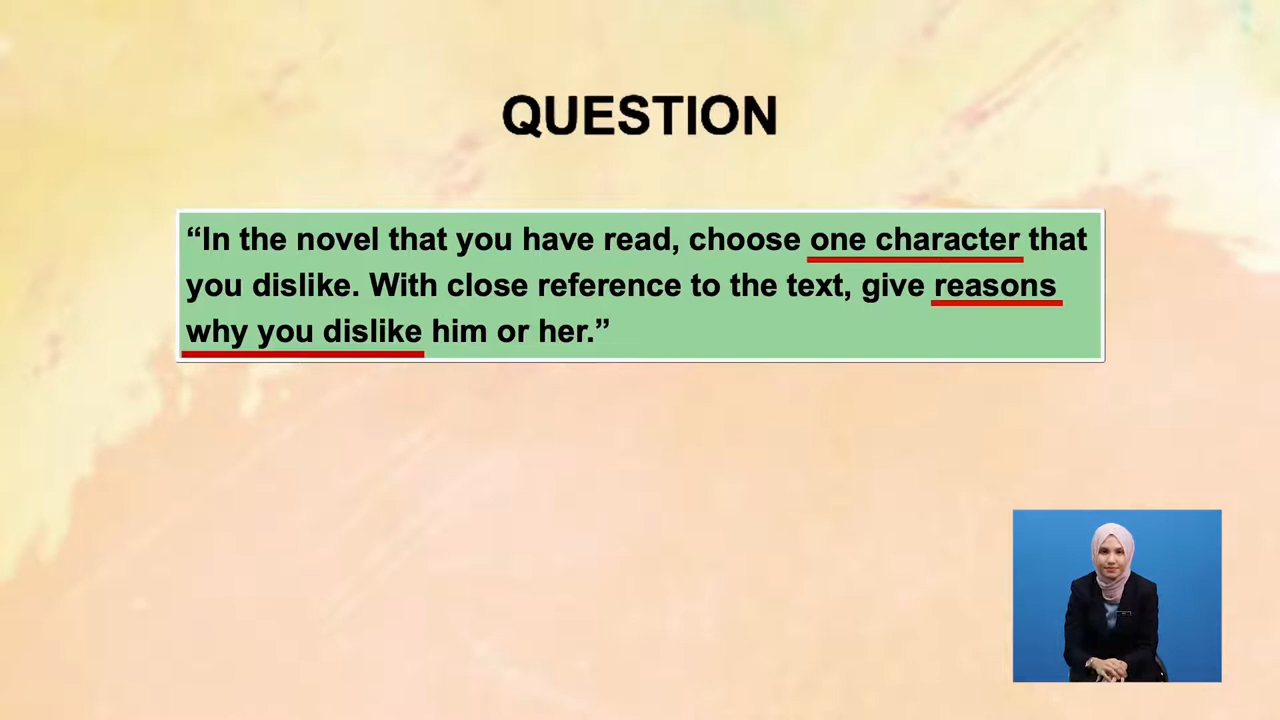 QUESTION
“In the novel that you have read, choose one character that
you dislike. With close reference to the text, give reasons
why you dislike him or her.”